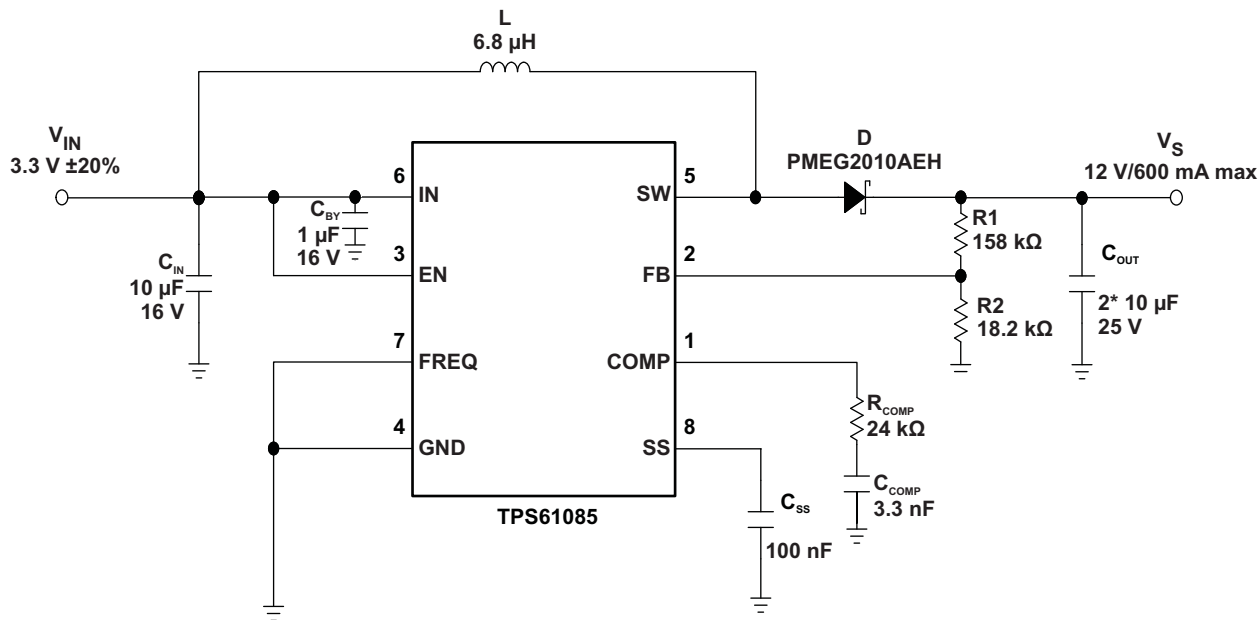 L
6.8 µH
V_IN
3.3 V ±20%
D
PMEG2010AEH
V_S
12 V/600 mA max
6
IN
SW
5
C_BY
1 µF
16 V
R1
158 kΩ
C_IN
10 µF
16 V
3
EN
FB
2
C_OUT
2* 10 µF
25 V
R2
18.2 kΩ
7
FREQ
COMP
1
R_COMP
24 kΩ
4
GND
SS
8
C_COMP
3.3 nF
C_SS
100 nF
TPS61085